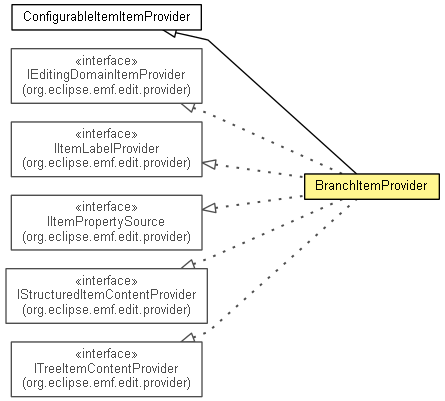 ConfigurableItemItemProvider
«interface»
IEditingDomainItemProvider
(org.eclipse.emf.edit.provider)
«interface»
IItemLabelProvider
(org.eclipse.emf.edit.provider)
BranchItemProvider
«interface»
IItemPropertySource
(org.eclipse.emf.edit.provider)
«interface»
IStructuredItemContentProvider
(org.eclipse.emf.edit.provider)
«interface»
ITreeItemContentProvider
(org.eclipse.emf.edit.provider)